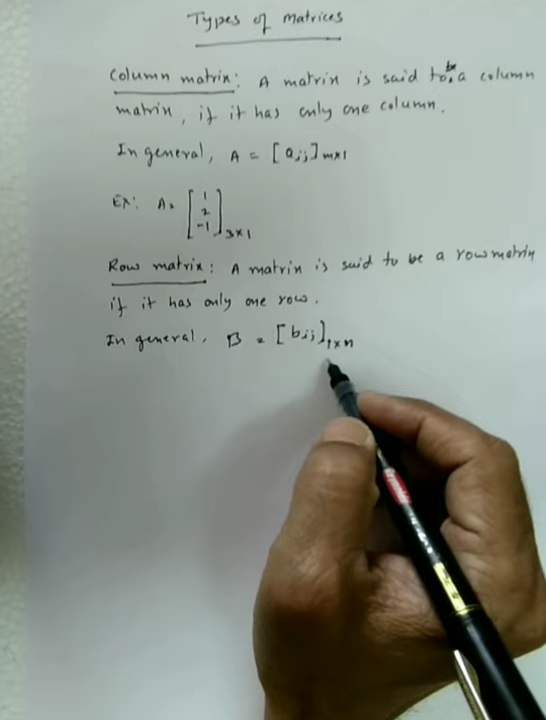 Types of matrices
Column matrix: A matrix is said to be a column
matrix, if it has only one column.
In general, A = [aij]m×1
EX: A= [1 2 -1]3×1
Row matrix: A matrix is said to be a row matrix
if it has only one row.
In general, B = [bij]1×n